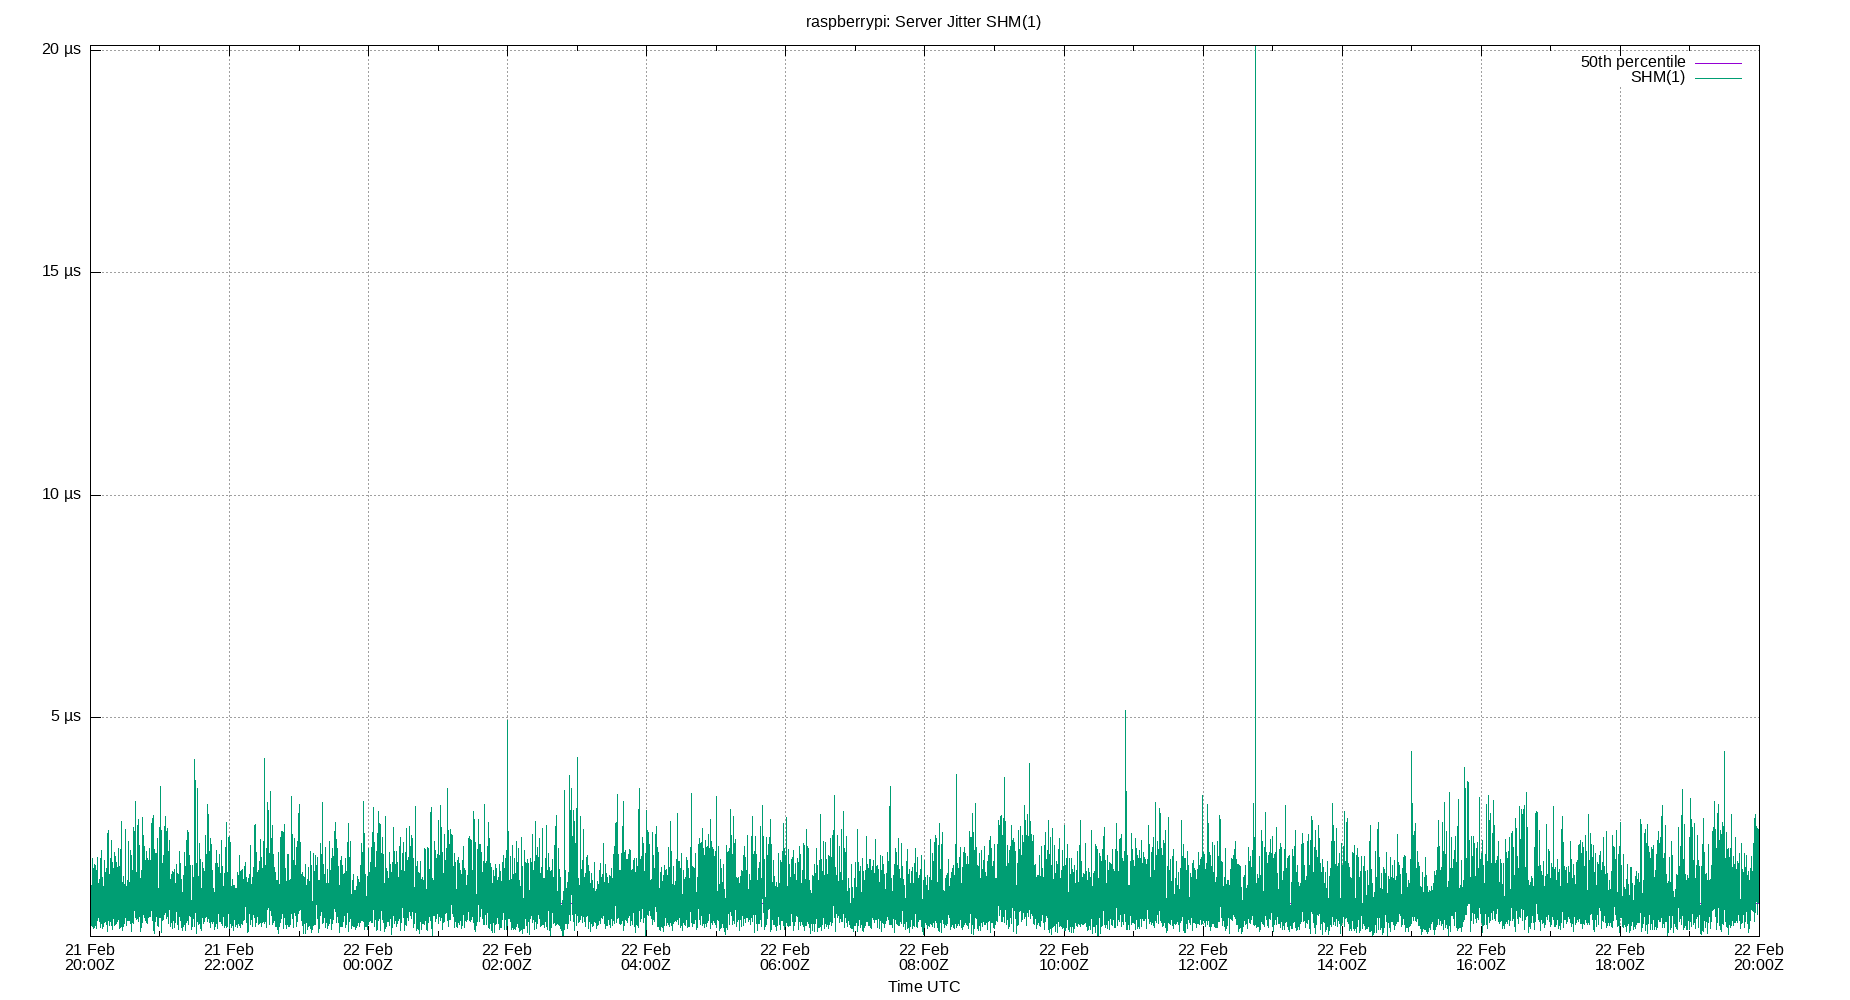 raspberrypi: Server Jitter SHM(1)
20 µs
50th percentile
SHM(1)
15 µs
10 µs
5 µs
21 Feb 21 Feb 22 Feb 22 Feb 22 Feb 22 Feb 22 Feb 22 Feb 22 Feb 22 Feb 22 Feb 22 Feb 22 Feb
20:00Z 22:00Z 00:00Z 02:00Z 04:00Z 06:00Z 08:00Z 10:00Z 12:00Z 14:00Z 16:00Z 18:00Z 20:00Z
Time UTC